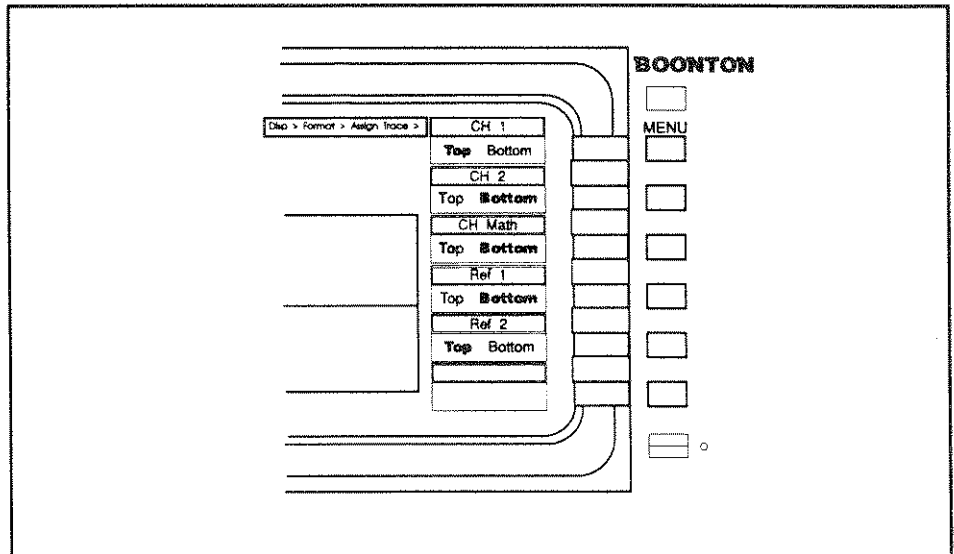 BOONTON
MENU
Disp > Format > Assign Trace >
CH 1
Top Bottom
CH 2
Top Bottom
CH Math
Top Bottom
Ref 1
Top Bottom
Ref 2
Top Bottom